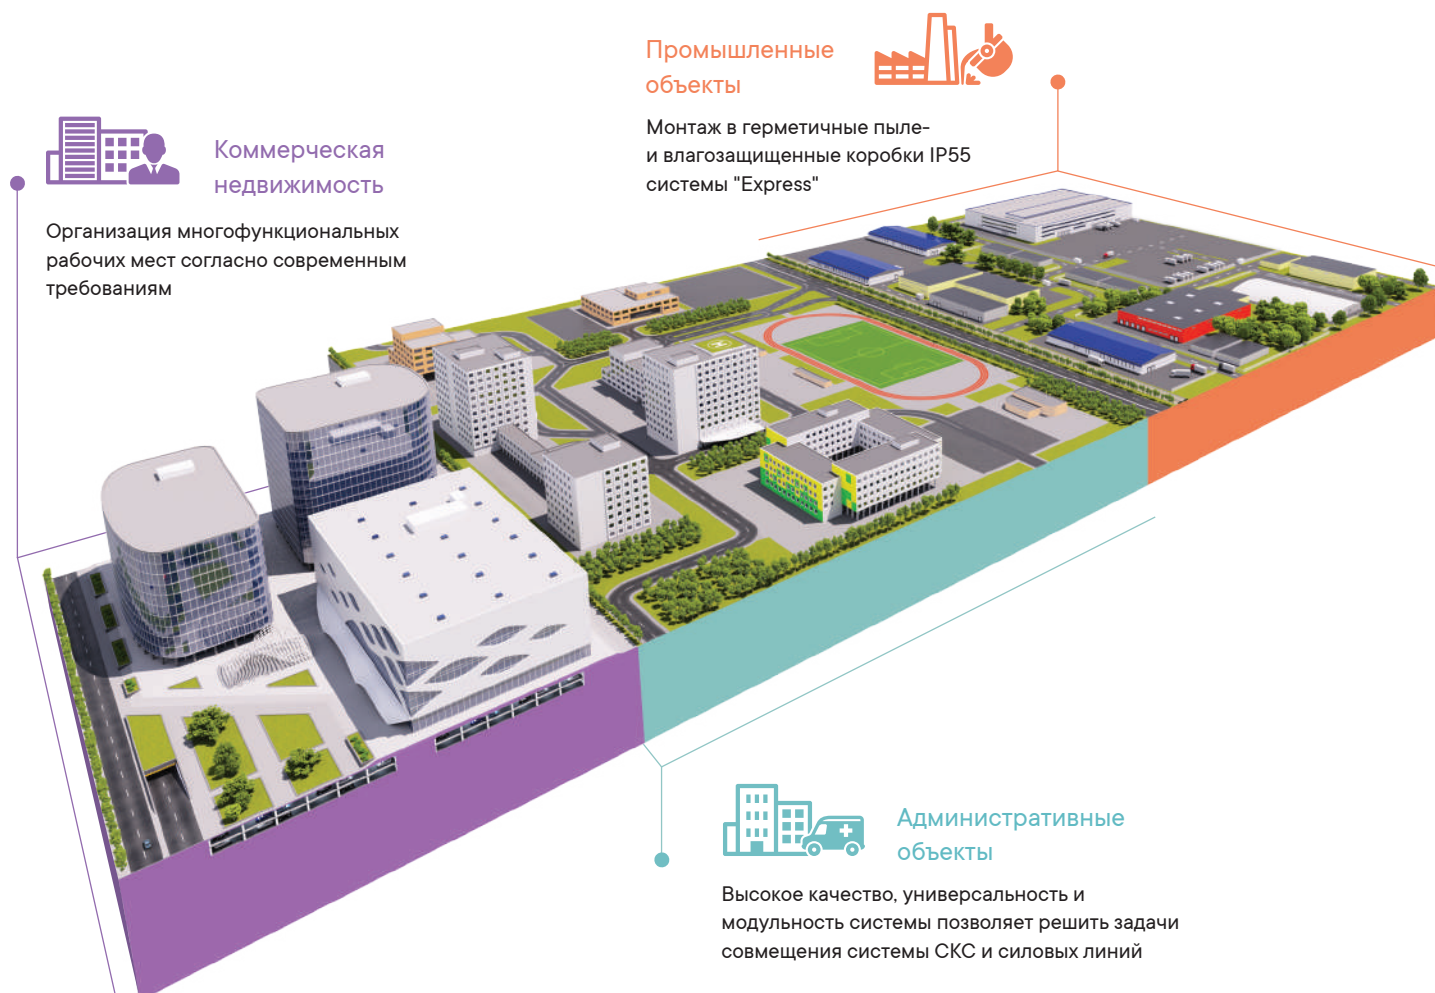 Промышленные
объекты
Монтаж в герметичные пыле-
и влагозащищенные коробки IP55
системы "Express"
Коммерческая
недвижимость
Организация многофункциональных
рабочих мест согласно современным
требованиям
Административные
объекты
Высокое качество, универсальность и
модульность системы позволяет решить задачи
совмещения системы СКС и силовых линий